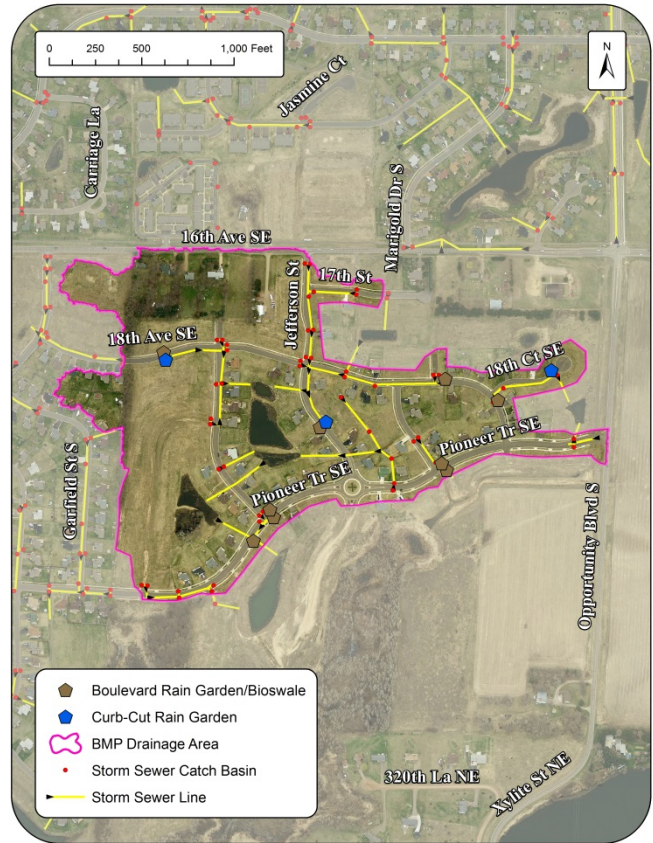 0 250 500 1,000 Feet
N
Jasmine Ct
Carriage La
Marigold Dr S
16th Ave SE
17th St
Jefferson St
18th Ave SE
18th Ct SE
Pioneer Tr SE
Garfield St S
Pioneer Tr SE
Opportunity Blvd S
Boulevard Rain Garden/Bioswale
Curb-Cut Rain Garden
BMP Drainage Area
Storm Sewer Catch Basin
Storm Sewer Line
320th La NE
Xylite St NE